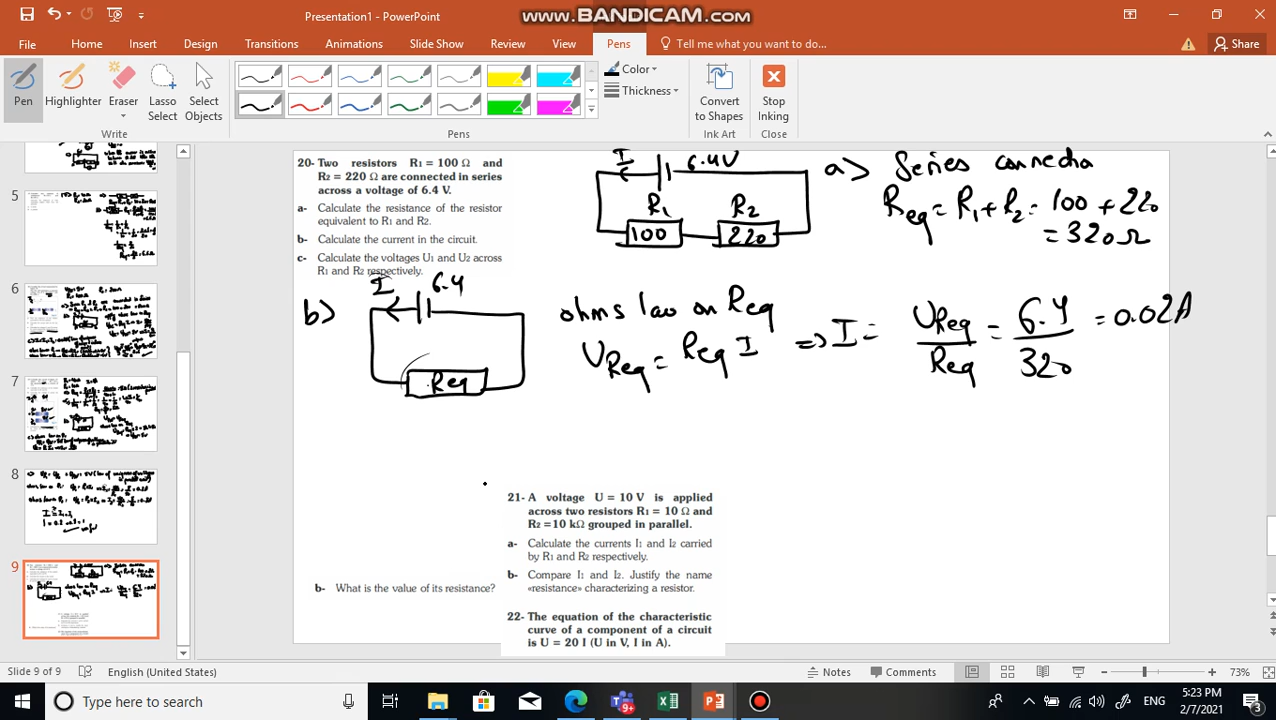 Presentation1 - PowerPoint
www.BANDICAM.com
File
Home
Insert
Design
Transitions
Animations
Slide Show
Review
View
Pens
Tell me what you want to do...
Share
Pen
Highlighter
Eraser
Lasso Select
Select Objects
Color
Thickness
Convert to Shapes
Stop Inking
Write
Pens
Ink Art
Close
5
6
7
8
9
20- Two resistors R1 = 100 Ω and
R2 = 220 Ω are connected in series
across a voltage of 6.4 V.
a- Calculate the resistance of the resistor
equivalent to R1 and R2.
b- Calculate the current in the circuit.
c- Calculate the voltages U1 and U2 across
R1 and R2 respectively.
I 6.4V
R1 R2
100 220
a> Series connectio
Req = R1 + R2 = 100 + 220
= 320 Ω
b>
I 6.4
Req
ohms law on Req
UReq = Req I => I = UReq / Req = 6.4 / 320 = 0.02A
21- A voltage U = 10 V is applied
across two resistors R1 = 10 Ω and
R2 =10 kΩ grouped in parallel.
a- Calculate the currents I1 and I2 carried
by R1 and R2 respectively.
b- Compare I1 and I2. Justify the name
«resistance» characterizing a resistor.
b- What is the value of its resistance?
22- The equation of the characteristic
curve of a component of a circuit
is U = 20 I (U in V, I in A).
Slide 9 of 9
English (United States)
Notes
Comments
73%
Type here to search
9+
ENG
5:23 PM
2/7/2021
3